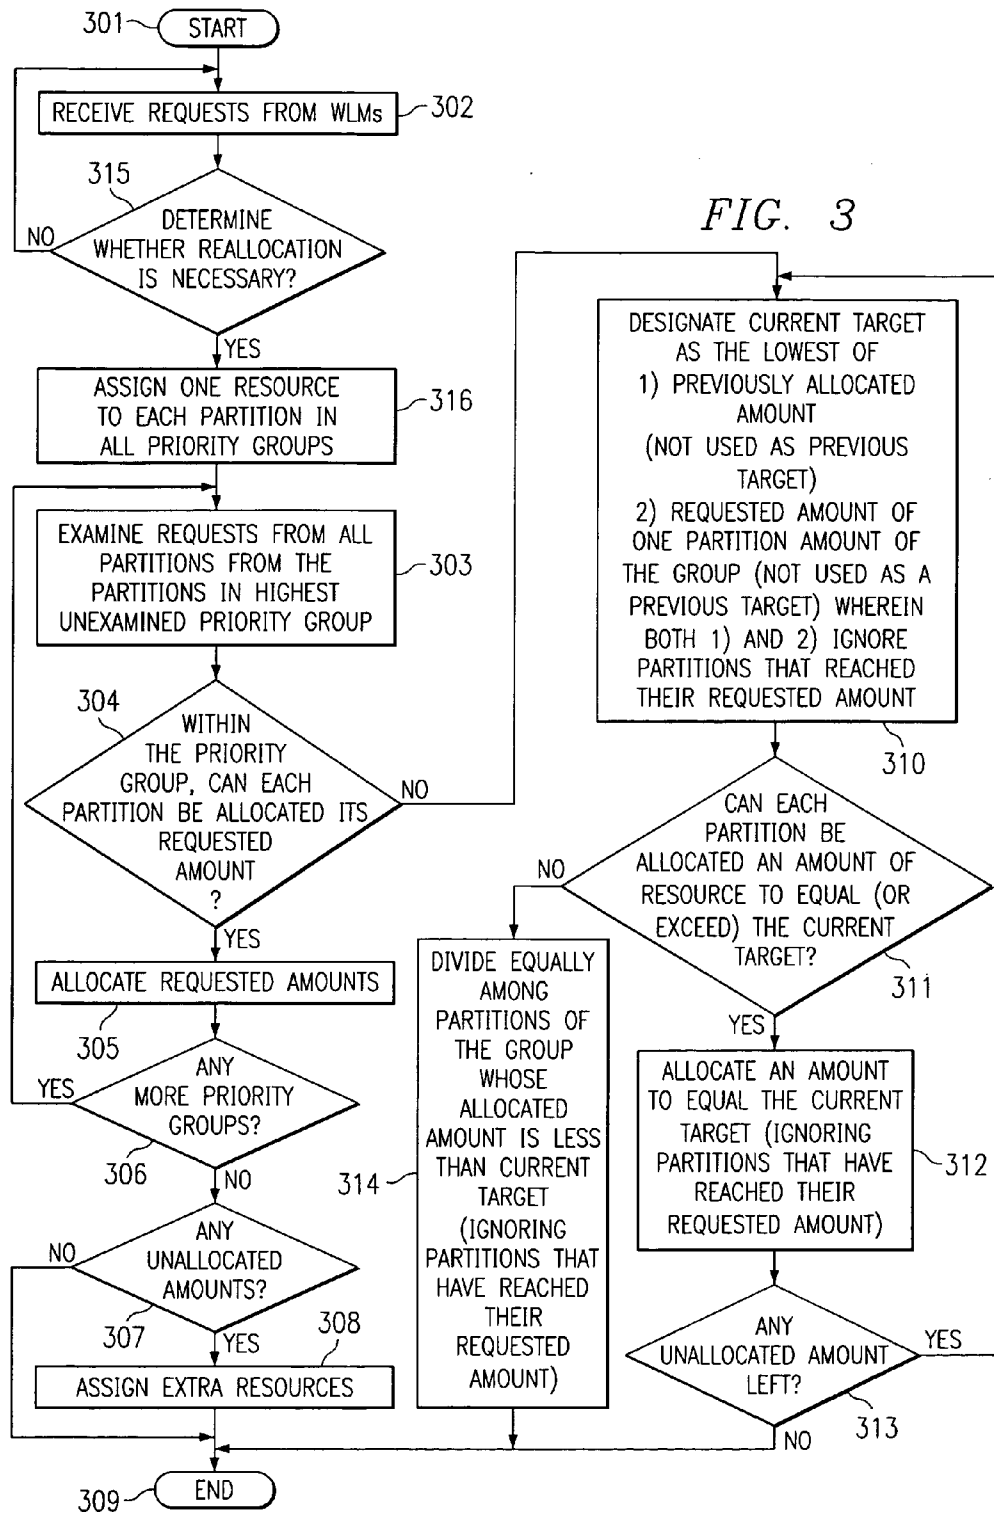 301
START
RECEIVE REQUESTS FROM WLMs
302
315
DETERMINE
WHETHER REALLOCATION
IS NECESSARY?
NO
YES
ASSIGN ONE RESOURCE
TO EACH PARTITION IN
ALL PRIORITY GROUPS
316
EXAMINE REQUESTS FROM ALL
PARTITIONS FROM THE
PARTITIONS IN HIGHEST
UNEXAMINED PRIORITY GROUP
303
304
WITHIN
THE PRIORITY
GROUP, CAN EACH
PARTITION BE ALLOCATED ITS
REQUESTED
AMOUNT
?
NO
YES
ALLOCATE REQUESTED AMOUNTS
305
ANY
MORE PRIORITY
GROUPS?
YES
306
NO
ANY
UNALLOCATED
AMOUNTS?
NO
307
YES
308
ASSIGN EXTRA RESOURCES
END
309
FIG. 3
DESIGNATE CURRENT TARGET
AS THE LOWEST OF
1) PREVIOUSLY ALLOCATED
AMOUNT
(NOT USED AS PREVIOUS
TARGET)
2) REQUESTED AMOUNT OF
ONE PARTITION AMOUNT OF
THE GROUP (NOT USED AS A
PREVIOUS TARGET) WHEREIN
BOTH 1) AND 2) IGNORE
PARTITIONS THAT REACHED
THEIR REQUESTED AMOUNT
310
CAN EACH
PARTITION BE
ALLOCATED AN AMOUNT OF
RESOURCE TO EQUAL (OR
EXCEED) THE CURRENT
TARGET?
NO
311
YES
DIVIDE EQUALLY
AMONG
PARTITIONS OF
THE GROUP
WHOSE
ALLOCATED
AMOUNT IS LESS
THAN CURRENT
TARGET
(IGNORING
PARTITIONS THAT
HAVE REACHED
THEIR
REQUESTED
AMOUNT)
314
ALLOCATE AN AMOUNT
TO EQUAL THE CURRENT
TARGET (IGNORING
PARTITIONS THAT HAVE
REACHED THEIR
REQUESTED AMOUNT)
312
ANY
UNALLOCATED AMOUNT
LEFT?
YES
313
NO